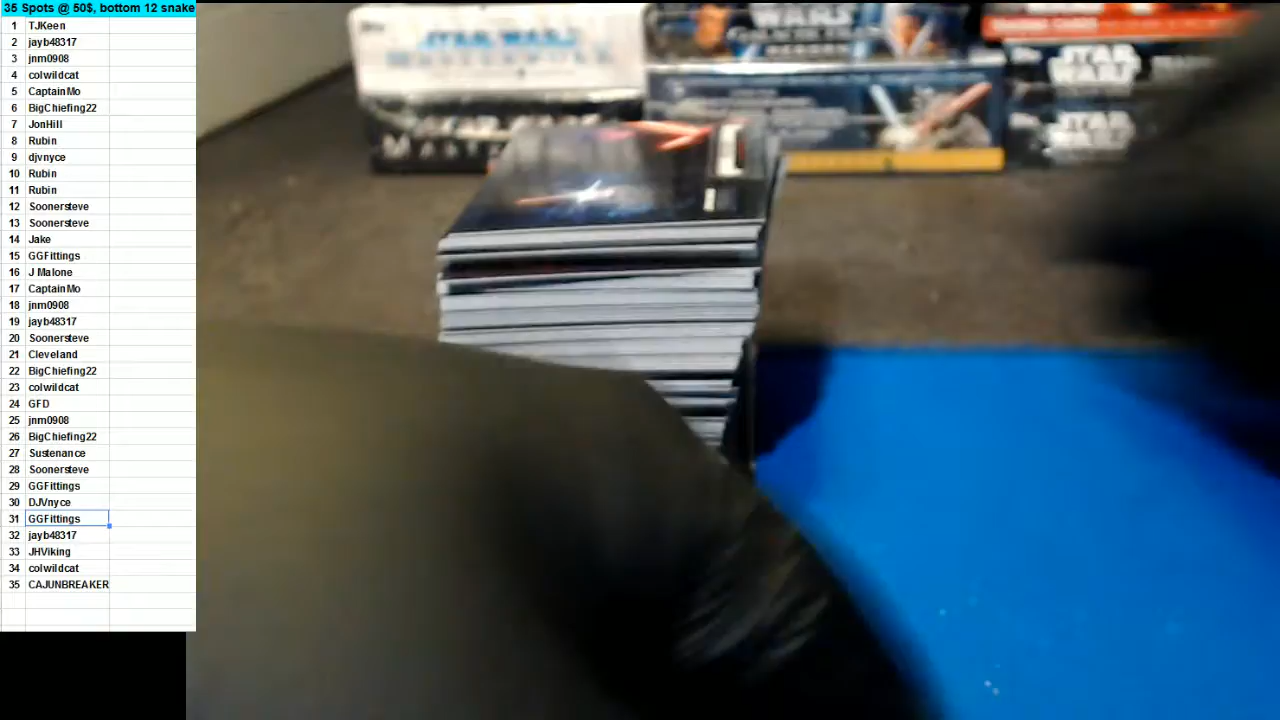 35 Spots @ 50$, bottom 12 snake
1 TJKeen
2 jayb48317
3 jnm0908
4 colwildcat
5 CaptainMo
6 BigChiefing22
7 JonHill
8 Rubin
9 djvnyce
10 Rubin
11 Rubin
12 Soonersteve
13 Soonersteve
14 Jake
15 GGFittings
16 J Malone
17 CaptainMo
18 jnm0908
19 jayb48317
20 Soonersteve
21 Cleveland
22 BigChiefing22
23 colwildcat
24 GFD
25 jnm0908
26 BigChiefing22
27 Sustenance
28 Soonersteve
29 GGFittings
30 DJVnyce
31 GGFittings
32 jayb48317
33 JHViking
34 colwildcat
35 CAJUNBREAKER
STAR WARS
WARS
STAR
WARS
STAR
WARS